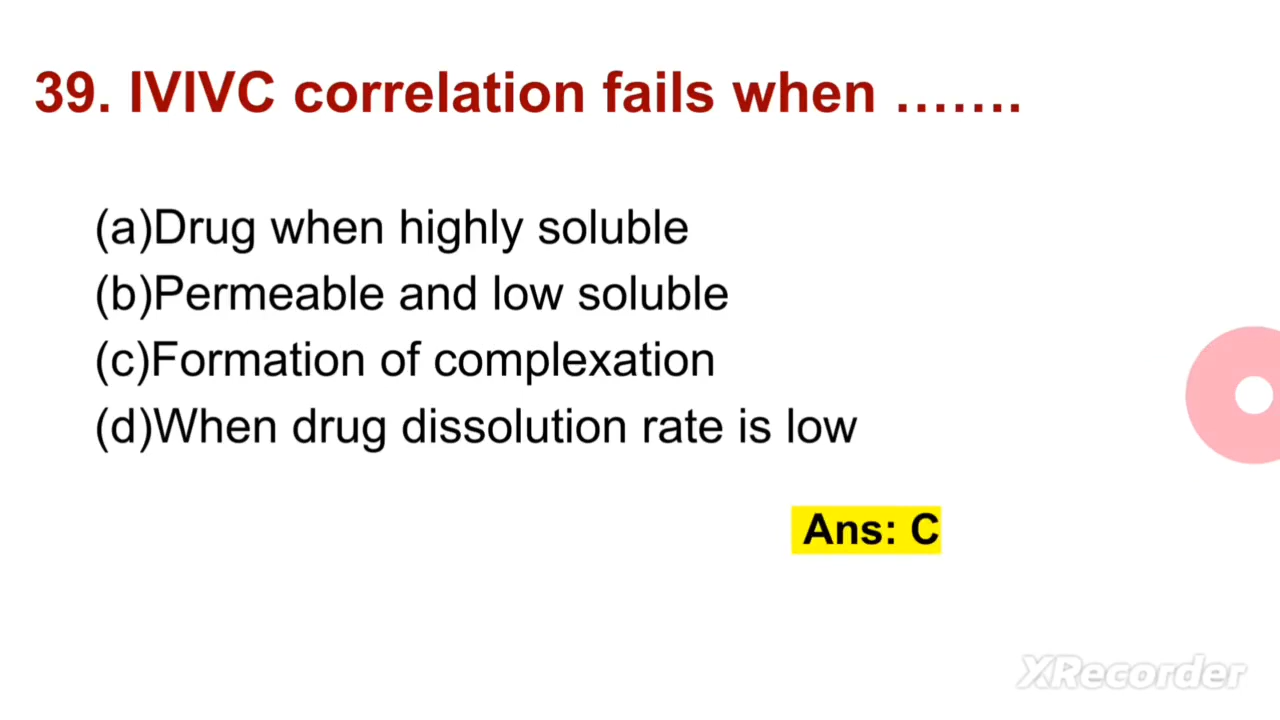 39. IVIVC correlation fails when …….
(a)Drug when highly soluble
(b)Permeable and low soluble
(c)Formation of complexation
(d)When drug dissolution rate is low
Ans: C
XRecorder